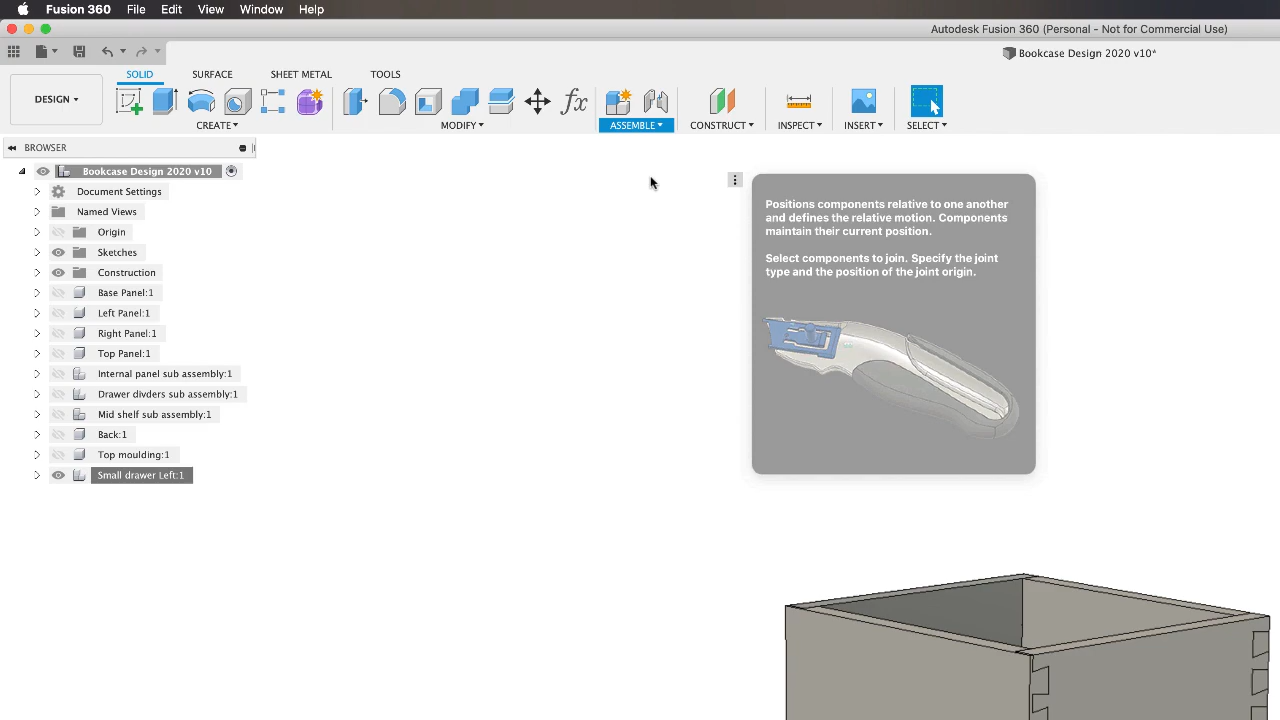 Fusion 360 File Edit View Window Help
Autodesk Fusion 360 (Personal - Not for Commercial Use)
Bookcase Design 2020 v10*
SOLID SURFACE SHEET METAL TOOLS
DESIGN
fx
CREATE MODIFY ASSEMBLE CONSTRUCT INSPECT INSERT SELECT
BROWSER
Bookcase Design 2020 v10
Document Settings
Named Views
Origin
Sketches
Construction
Base Panel:1
Left Panel:1
Right Panel:1
Top Panel:1
Internal panel sub assembly:1
Drawer divders sub assembly:1
Mid shelf sub assembly:1
Back:1
Top moulding:1
Small drawer Left:1
Positions components relative to one another
and defines the relative motion. Components
maintain their current position.
Select components to join. Specify the joint
type and the position of the joint origin.